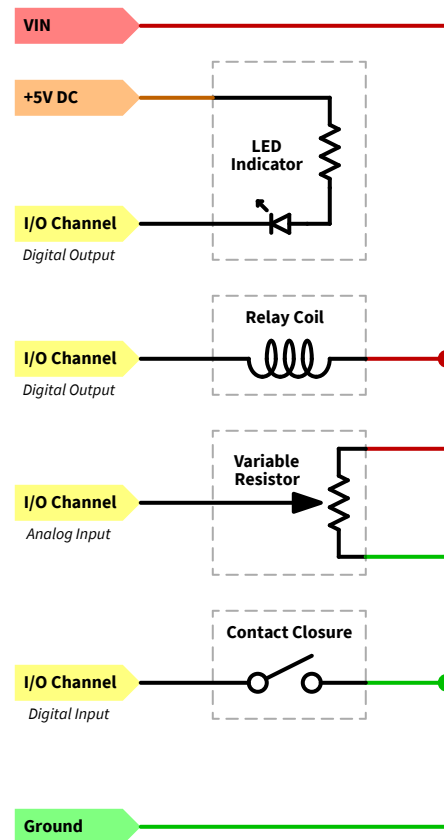 VIN
+5V DC
LED
Indicator
I/O Channel
Digital Output
Relay Coil
I/O Channel
Digital Output
Variable
Resistor
I/O Channel
Analog Input
Contact Closure
I/O Channel
Digital Input
Ground